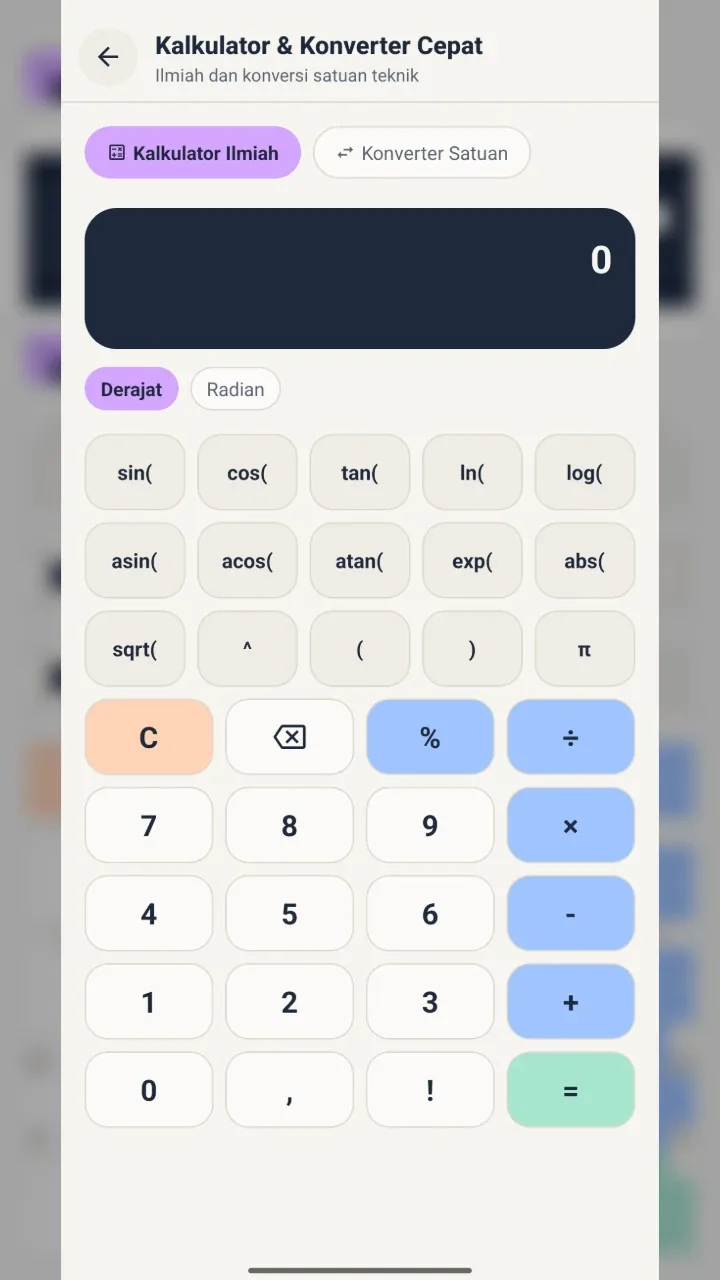 Kalkulator & Konverter Cepat
Ilmiah dan konversi satuan teknik
Kalkulator Ilmiah
Konverter Satuan
0
Derajat
Radian
sin( cos( tan( ln( log(
asin( acos( atan( exp( abs(
sqrt( ^ ( ) π
C % ÷
7 8 9 ×
4 5 6 -
1 2 3 +
0 , ! =